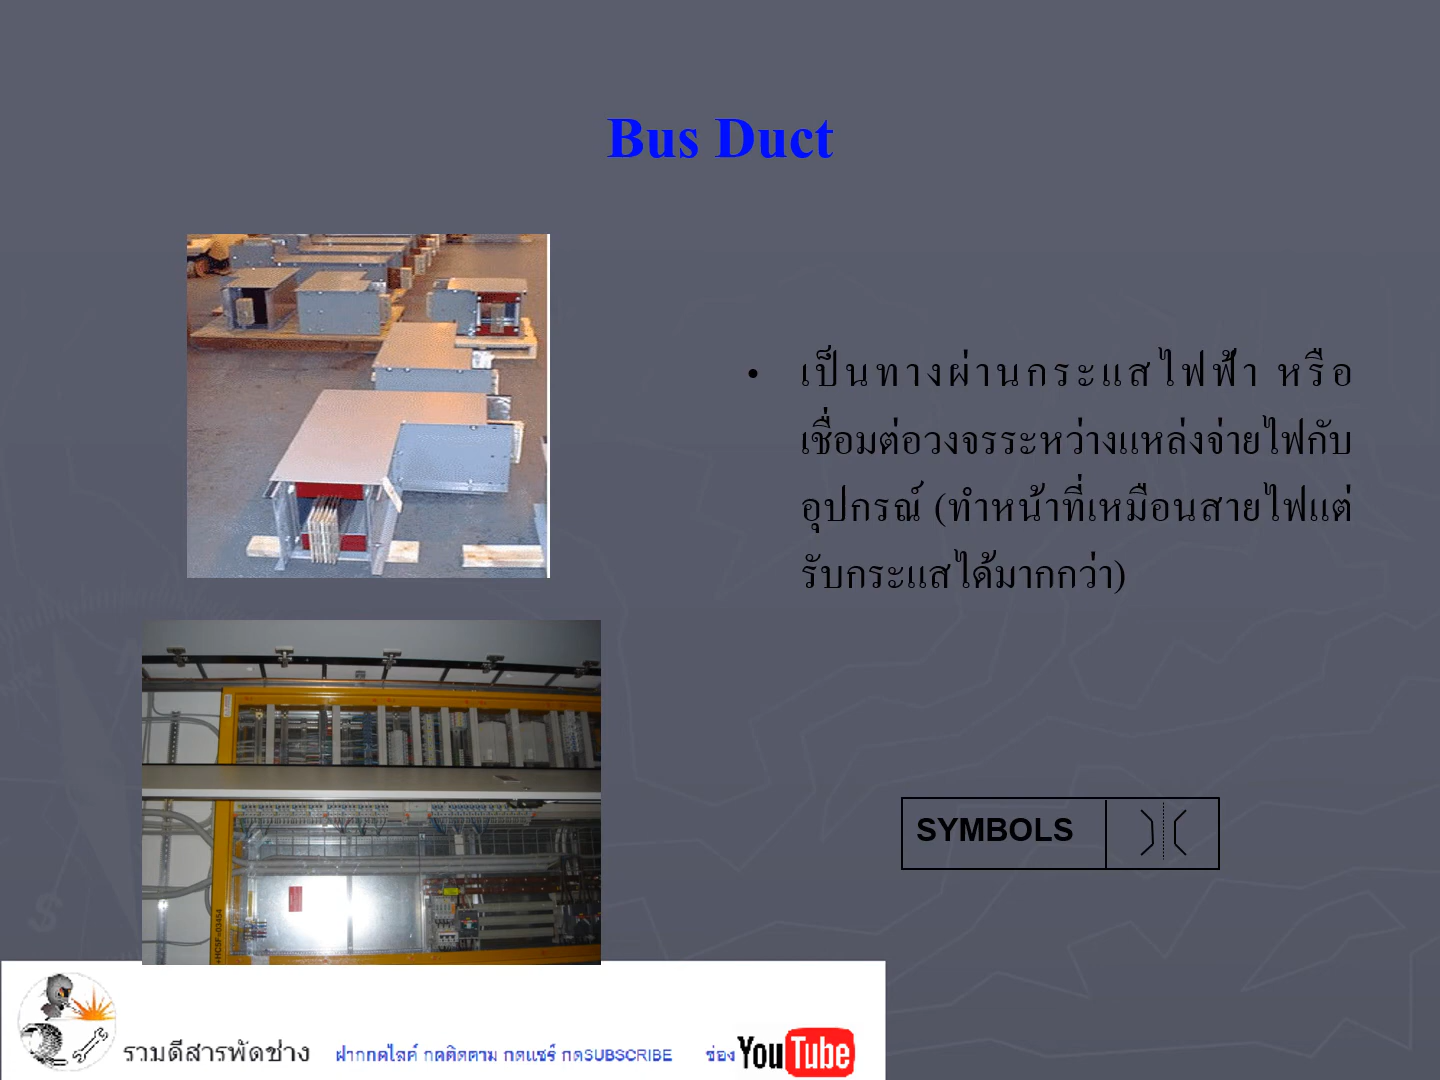 Bus Duct
• เป็นทางผ่านกระแสไฟฟ้า หรือ
เชื่อมต่อวงจรระหว่างแหล่งจ่ายไฟกับ
อุปกรณ์ (ทำหน้าที่เหมือนสายไฟแต่
รับกระแสได้มากกว่า)
SYMBOLS
+HC5F=03454
รวมดีสารพัดช่าง ฝากกดไลค์ กดติดตาม กดแชร์ กดSUBSCRIBE ช่อง YouTube